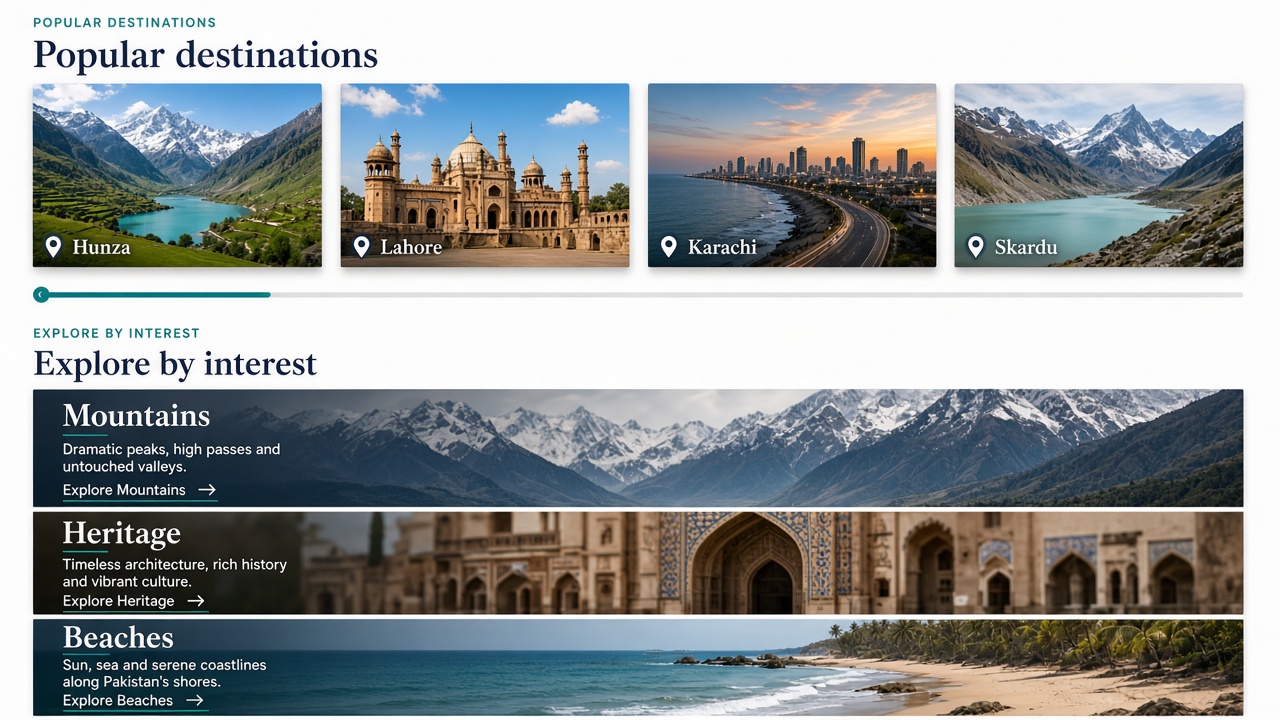 POPULAR DESTINATIONS
Popular destinations
Hunza
Lahore
Karachi
Skardu
EXPLORE BY INTEREST
Explore by interest
Mountains
Dramatic peaks, high passes and
untouched valleys.
Explore Mountains →
Heritage
Timeless architecture, rich history
and vibrant culture.
Explore Heritage →
Beaches
Sun, sea and serene coastlines
along Pakistan's shores.
Explore Beaches →